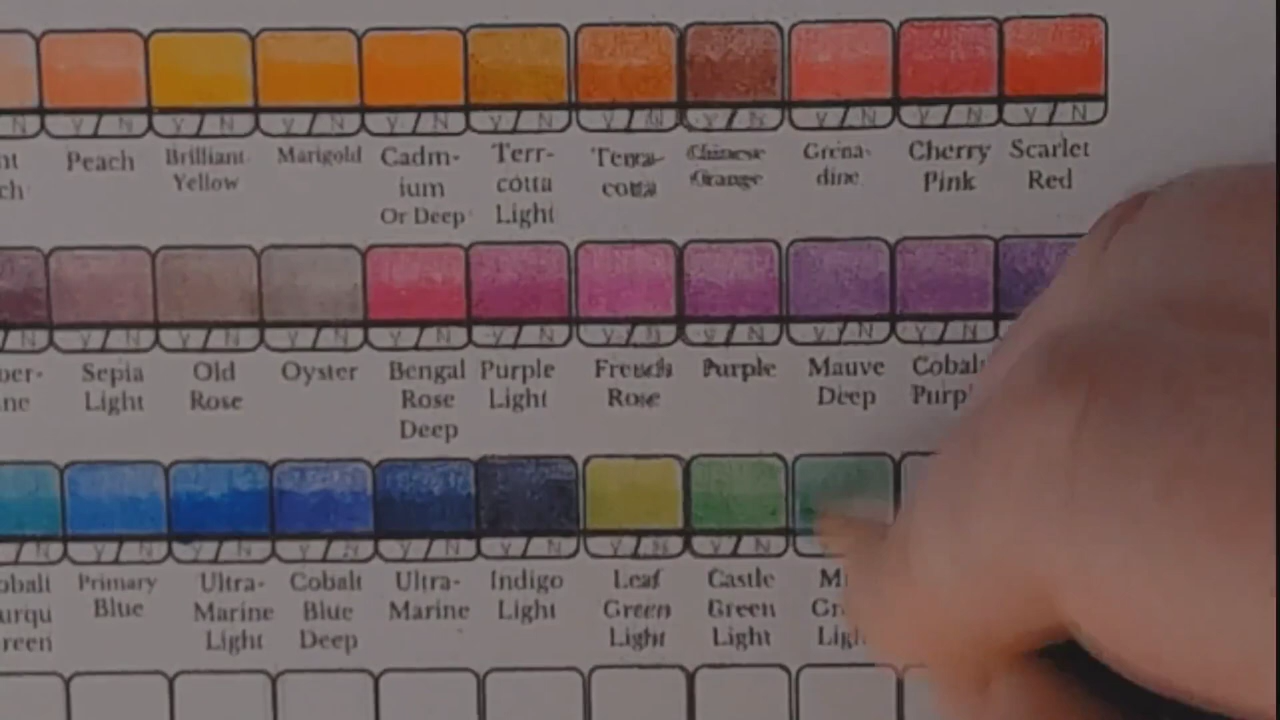 N Y / N Y / N Y / N Y / N Y / N Y / N Y / N Y / N Y / N Y / N
Peach Brilliant Marigold Cadm- Terr- Terra- Chinese Grena- Cherry Scarlet
Yellow ium cotta cotta Orange dine Pink Red
Or Deep Light
N Y / N Y / N Y / N Y / N Y / N Y / N Y / N Y / N Y / N
Sepia Old Oyster Bengal Purple French Purple Mauve
Light Rose Rose Light Rose Deep
Deep
/ N Y / N Y / N Y / N Y / N Y / N Y / N Y / N
Primary Ultra- Cobalt Ultra- Indigo Leaf Castle
Blue Marine Blue Marine Light Green Green
Light Deep Light Light